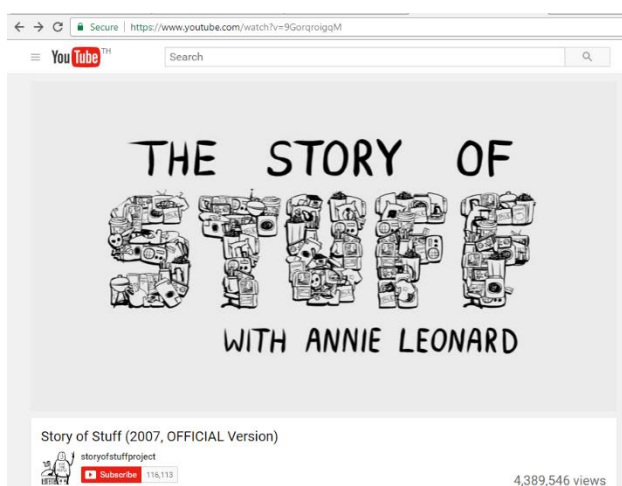 Secure | https://www.youtube.com/watch?v=9GorqroigqM
YouTube TH
Search
THE STORY OF
STUFF
WITH ANNIE LEONARD
Story of Stuff (2007, OFFICIAL Version)
storyofstuffproject
Subscribe 116,113
4,389,546 views